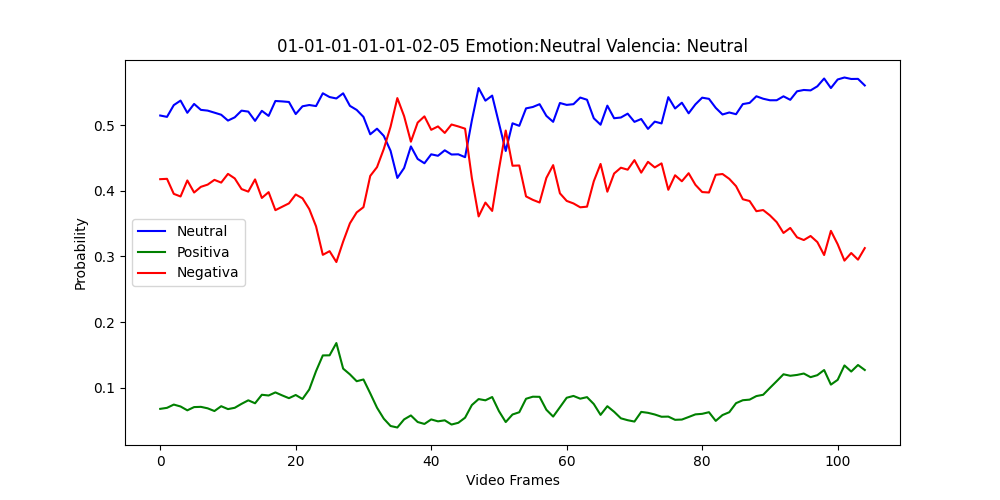 01-01-01-01-01-02-05 Emotion:Neutral Valencia: Neutral
Probability
0.5
0.4
0.3
0.2
0.1
Neutral
Positiva
Negativa
0 20 40 60 80 100
Video Frames